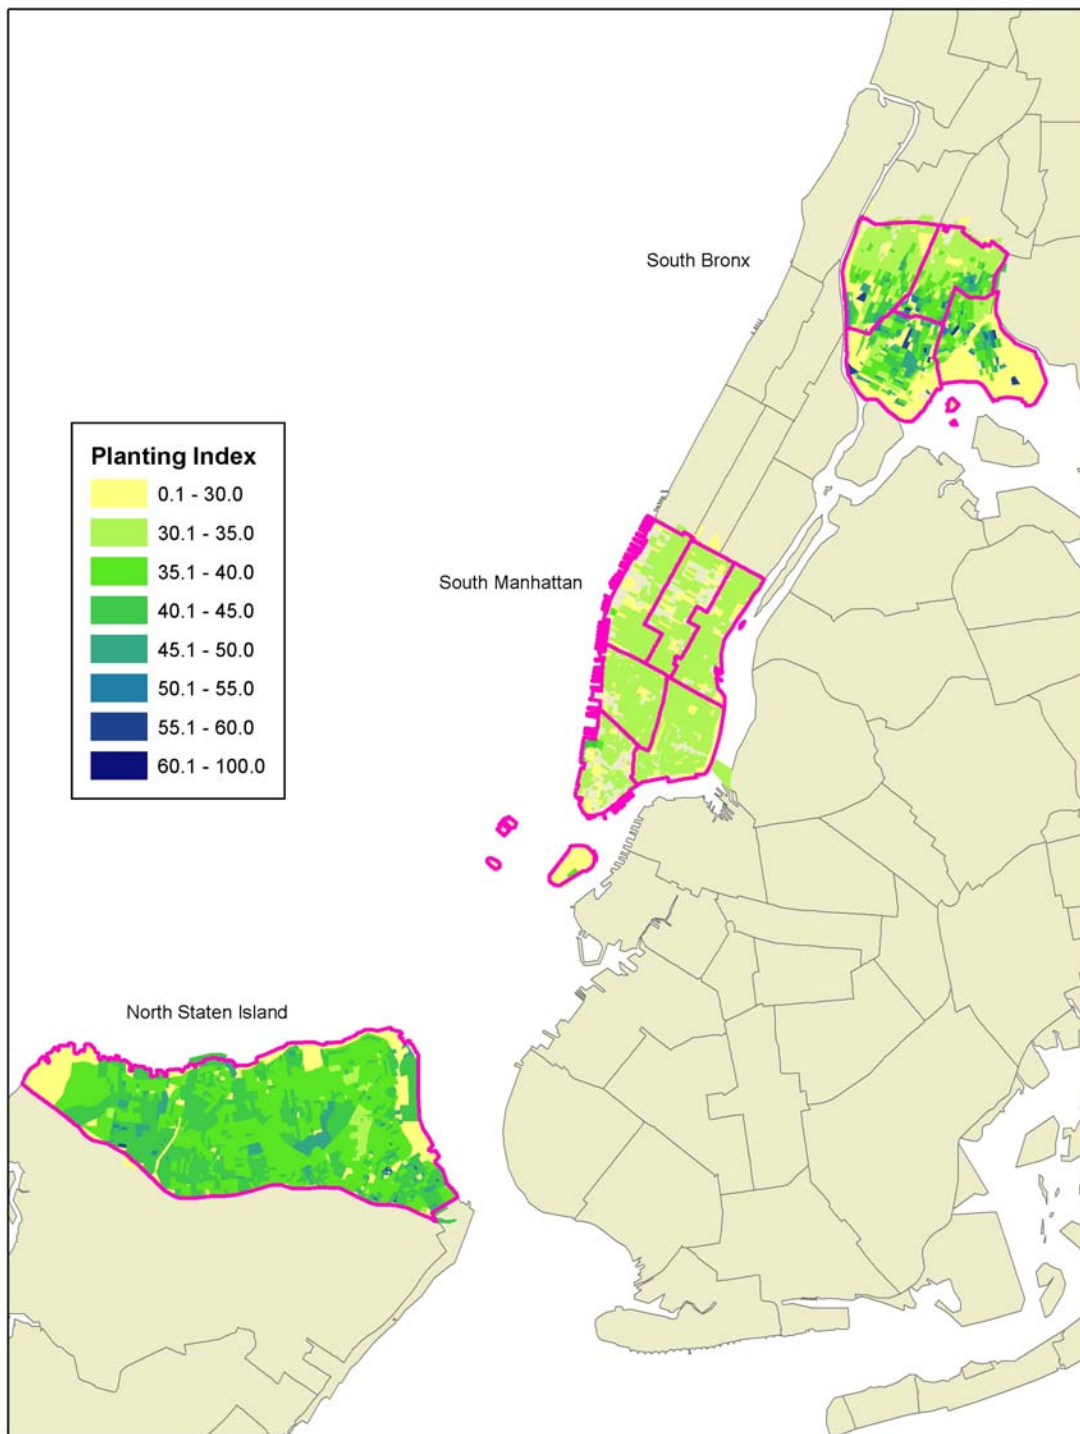 South Bronx
Planting Index
0.1 - 30.0
30.1 - 35.0
35.1 - 40.0
40.1 - 45.0
45.1 - 50.0
50.1 - 55.0
55.1 - 60.0
60.1 - 100.0
South Manhattan
North Staten Island